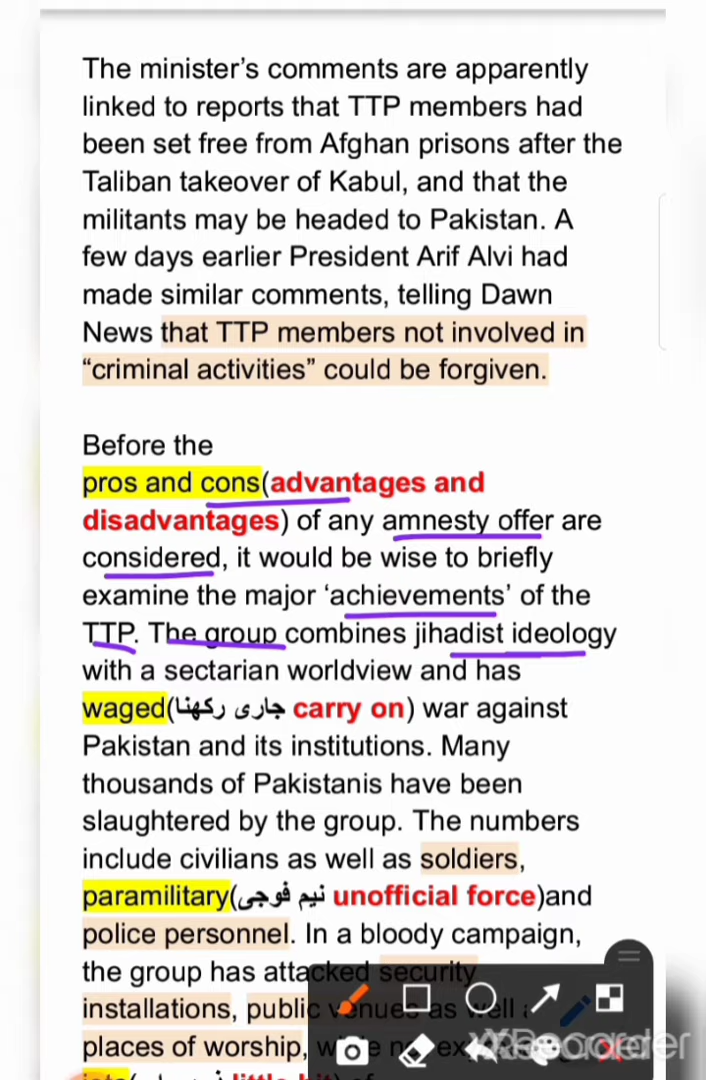 The minister’s comments are apparently
linked to reports that TTP members had
been set free from Afghan prisons after the
Taliban takeover of Kabul, and that the
militants may be headed to Pakistan. A
few days earlier President Arif Alvi had
made similar comments, telling Dawn
News that TTP members not involved in
“criminal activities” could be forgiven.
Before the
pros and cons(advantages and
disadvantages) of any amnesty offer are
considered, it would be wise to briefly
examine the major ‘achievements’ of the
TTP. The group combines jihadist ideology
with a sectarian worldview and has
waged(جاری رکھنا carry on) war against
Pakistan and its institutions. Many
thousands of Pakistanis have been
slaughtered by the group. The numbers
include civilians as well as soldiers,
paramilitary(نیم فوجی unofficial force)and
police personnel. In a bloody campaign,
the group has attacked security
installations, public venues as well
places of worship,
XRecorder